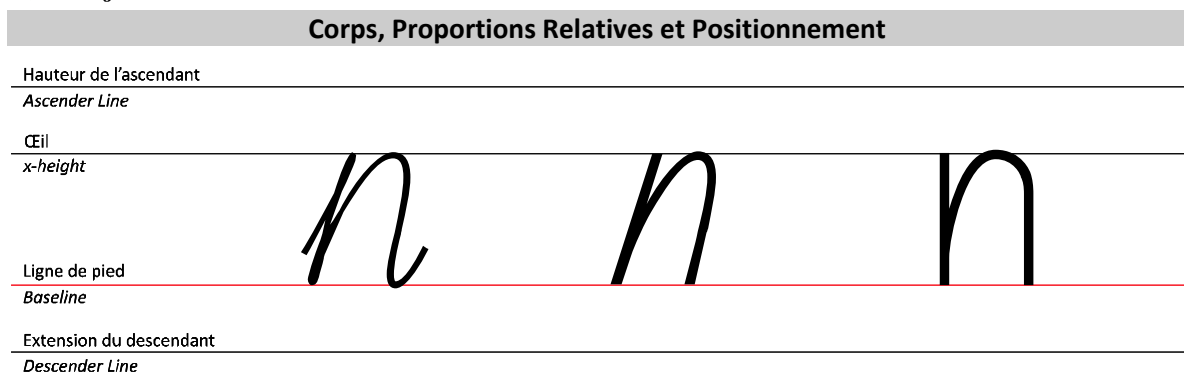 Corps, Proportions Relatives et Positionnement
Hauteur de l'ascendant
Ascender Line
Œil
x-height
n n n
Ligne de pied
Baseline
Extension du descendant
Descender Line